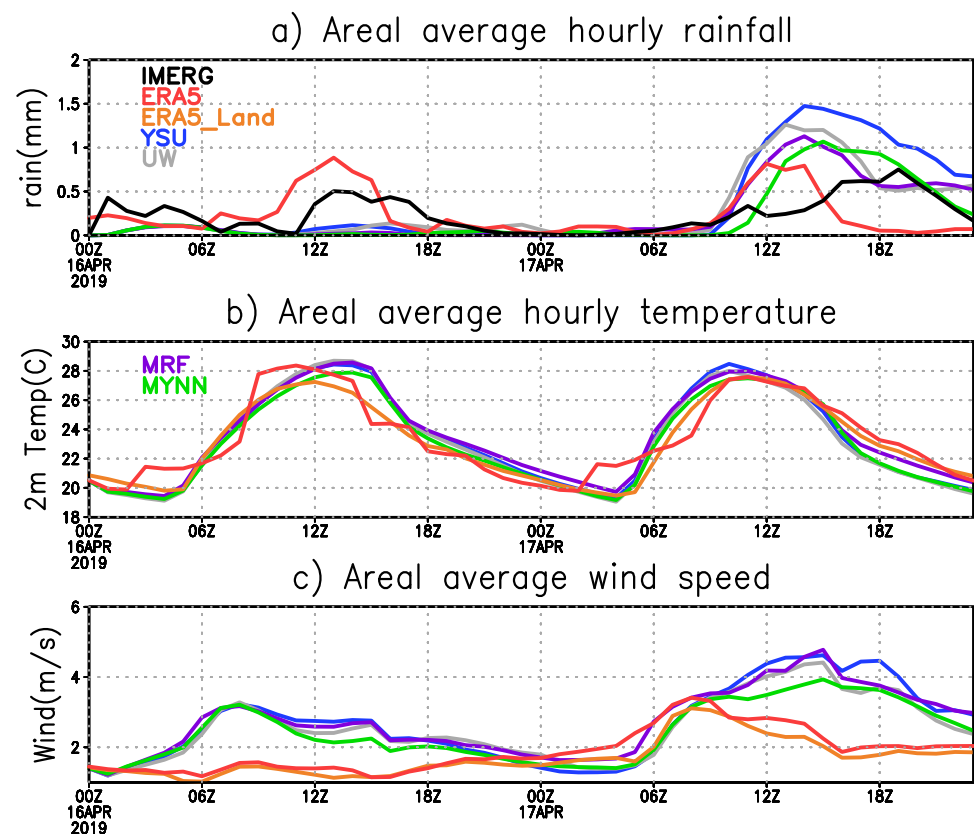 a) Areal average hourly rainfall
rain(mm)
2
1.5
1
0.5
0
IMERG
ERA5
ERA5_Land
YSU
UW
00Z 06Z 12Z 18Z 00Z 06Z 12Z 18Z
16APR 17APR
2019
b) Areal average hourly temperature
2m Temp(C)
30
28
26
24
22
20
18
MRF
MYNN
00Z 06Z 12Z 18Z 00Z 06Z 12Z 18Z
16APR 17APR
2019
c) Areal average wind speed
Wind(m/s)
6
4
2
00Z 06Z 12Z 18Z 00Z 06Z 12Z 18Z
16APR 17APR
2019